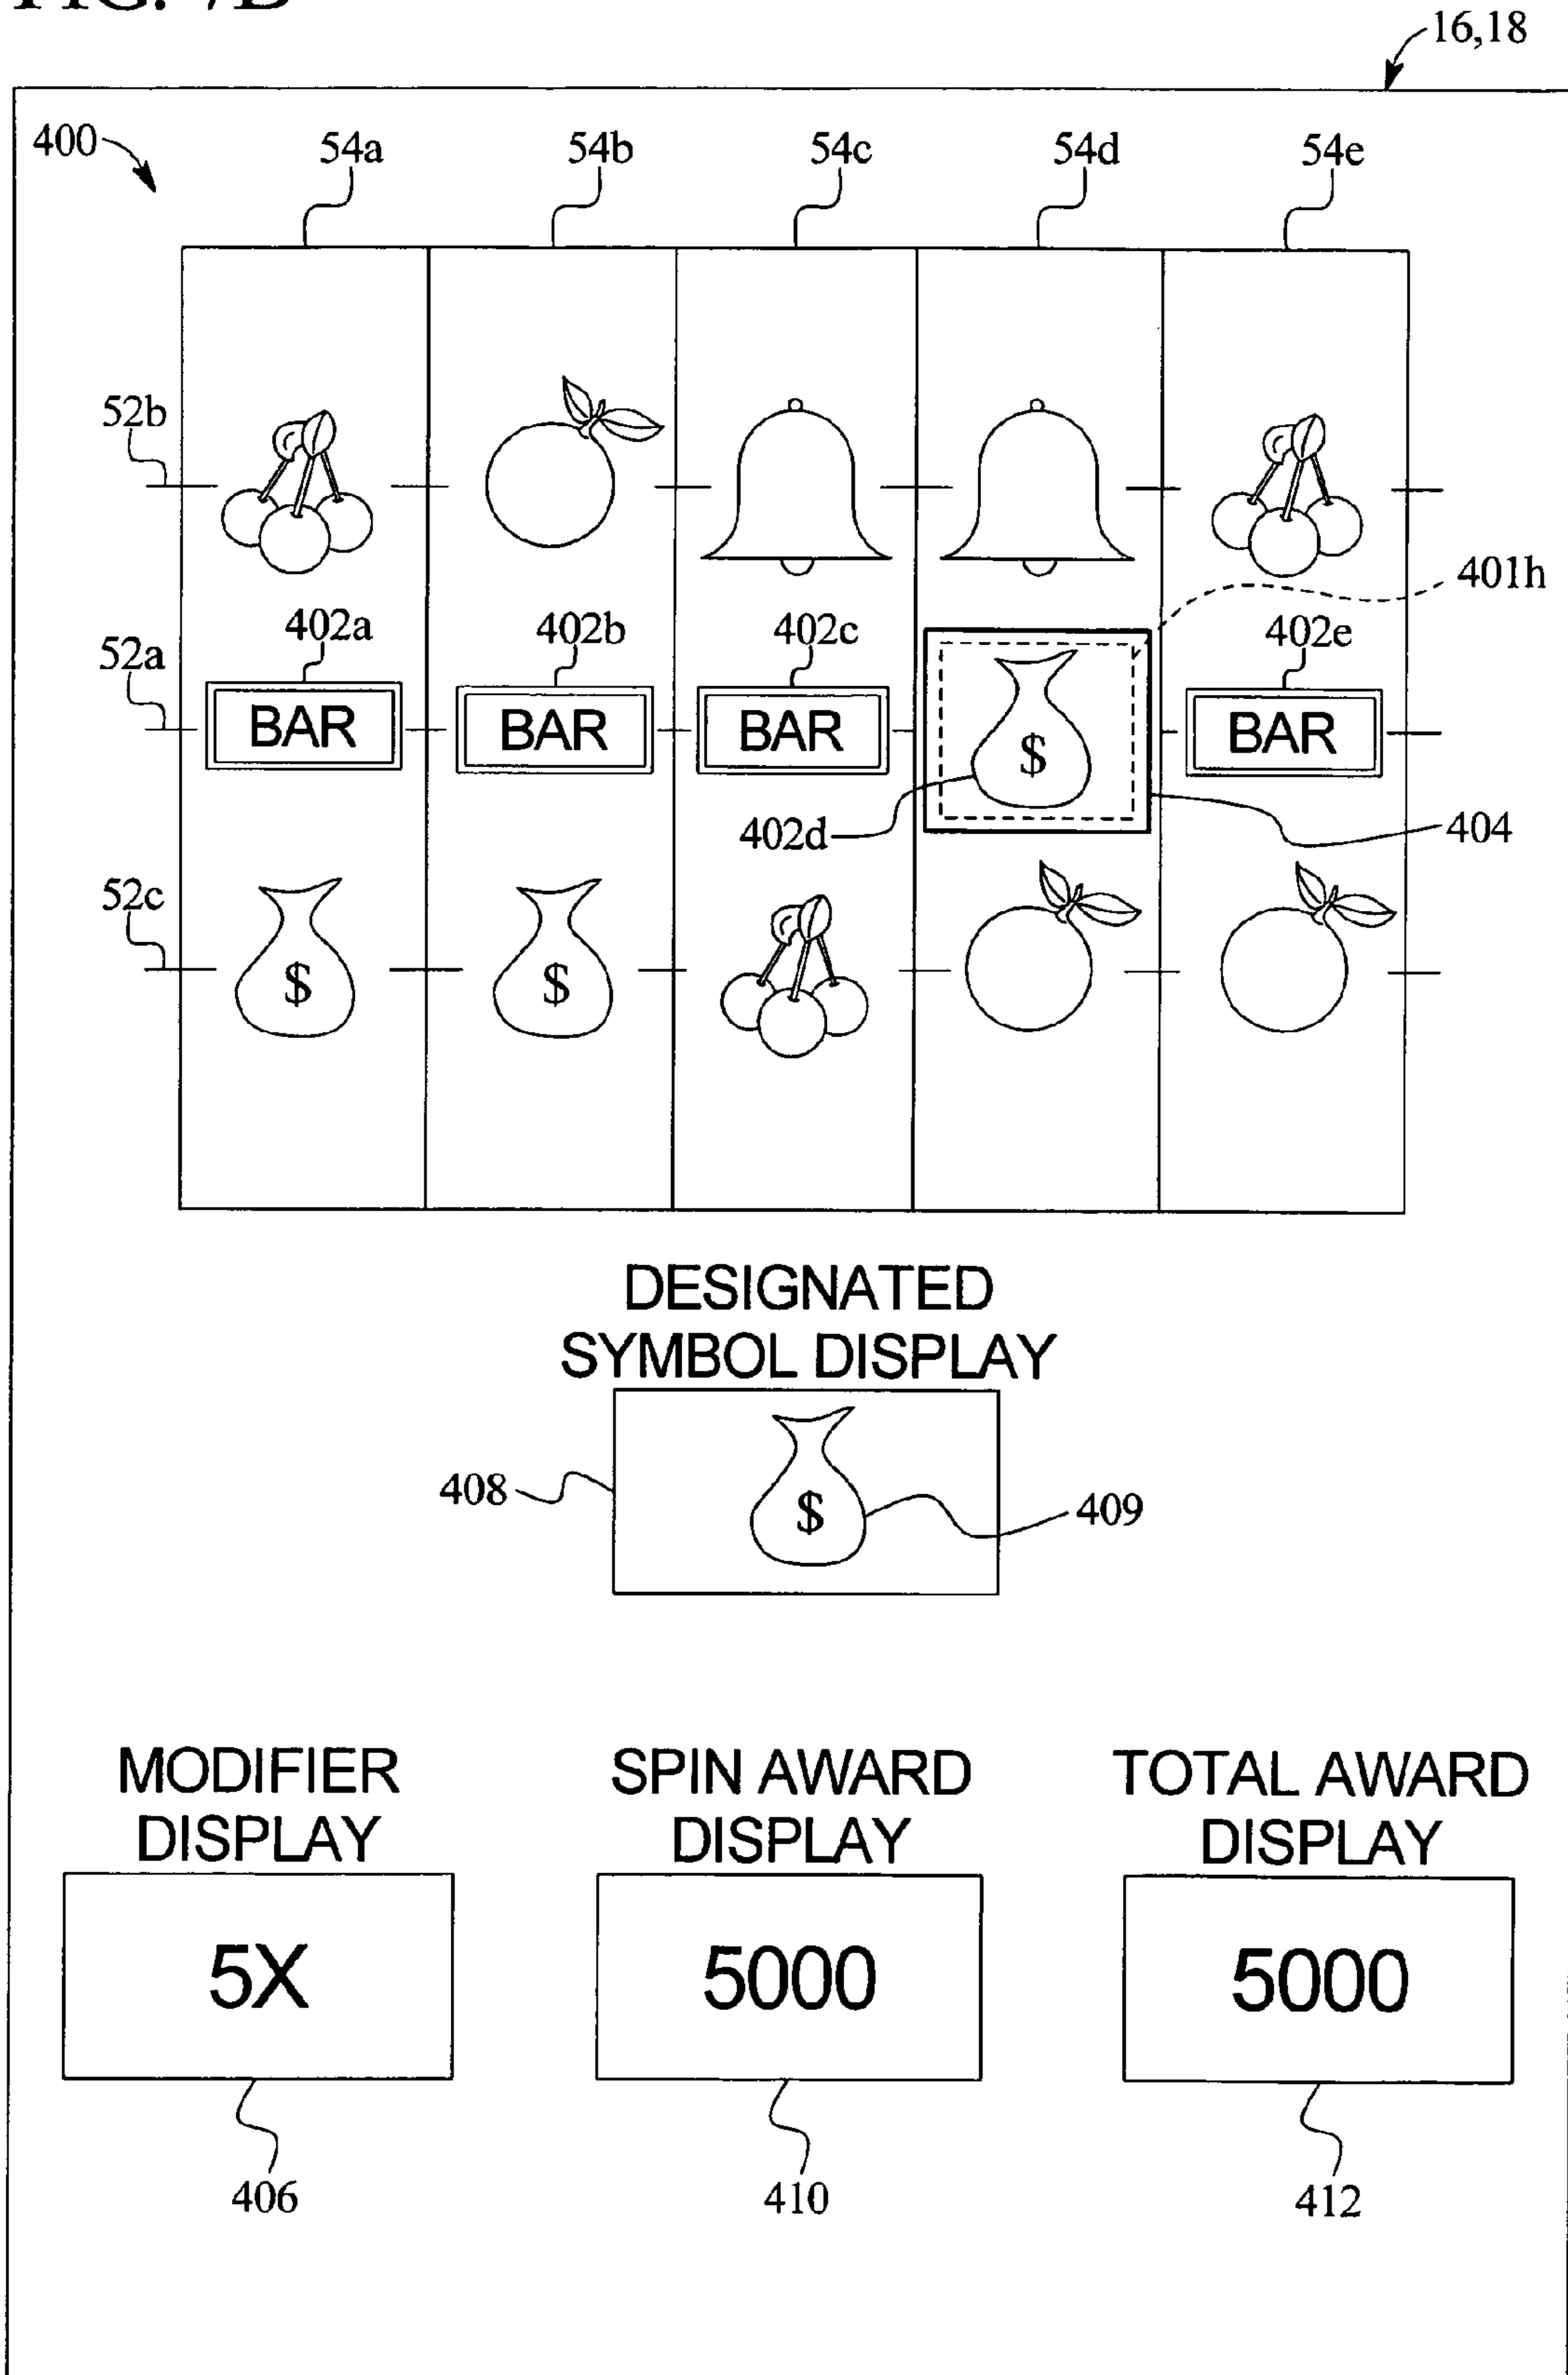 FIG. 7B
16,18
400
54a 54b 54c 54d 54e
52b
401h
402a 402b 402c 402e
52a
BAR BAR BAR $ BAR
402d
404
52c
$ $
DESIGNATED
SYMBOL DISPLAY
408
$
409
MODIFIER
DISPLAY
SPIN AWARD
DISPLAY
TOTAL AWARD
DISPLAY
5X
5000
5000
406
410
412